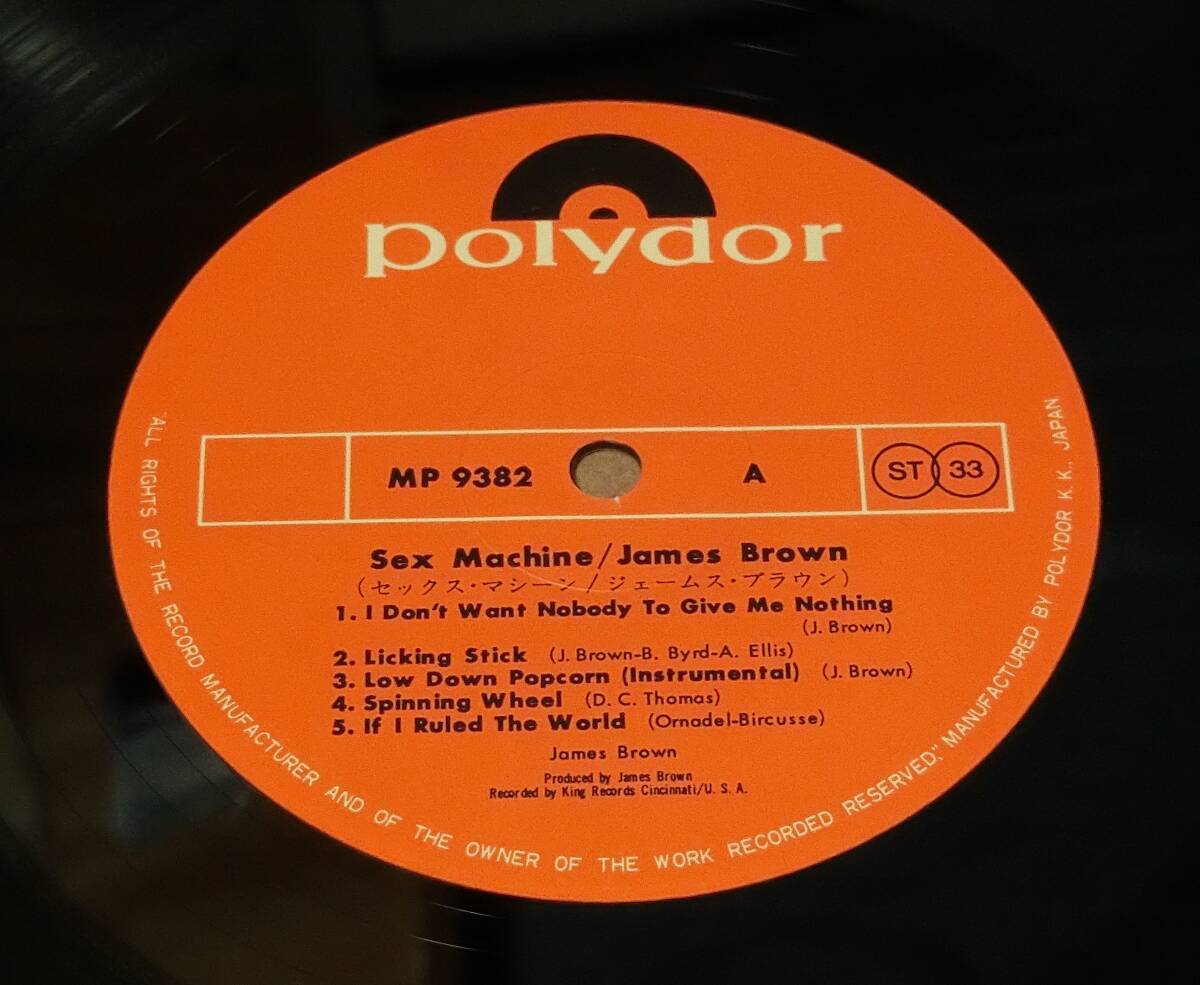 polydor
MP 9382 A ST 33
Sex Machine/James Brown
(セックス・マシーン/ジェームス・ブラウン)
1. I Don't Want Nobody To Give Me Nothing
(J. Brown)
2. Licking Stick (J. Brown-B. Byrd-A. Ellis)
3. Low Down Popcorn (Instrumental) (J. Brown)
4. Spinning Wheel (D. C. Thomas)
5. If I Ruled The World (Ornadel-Bircusse)
James Brown
Produced by James Brown
Recorded by King Records Cincinnati/U. S. A.
"ALL RIGHTS OF THE RECORD MANUFACTURER AND OF THE OWNER OF THE WORK RECORDED RESERVED," MANUFACTURED BY POLYDOR K. K., JAPAN